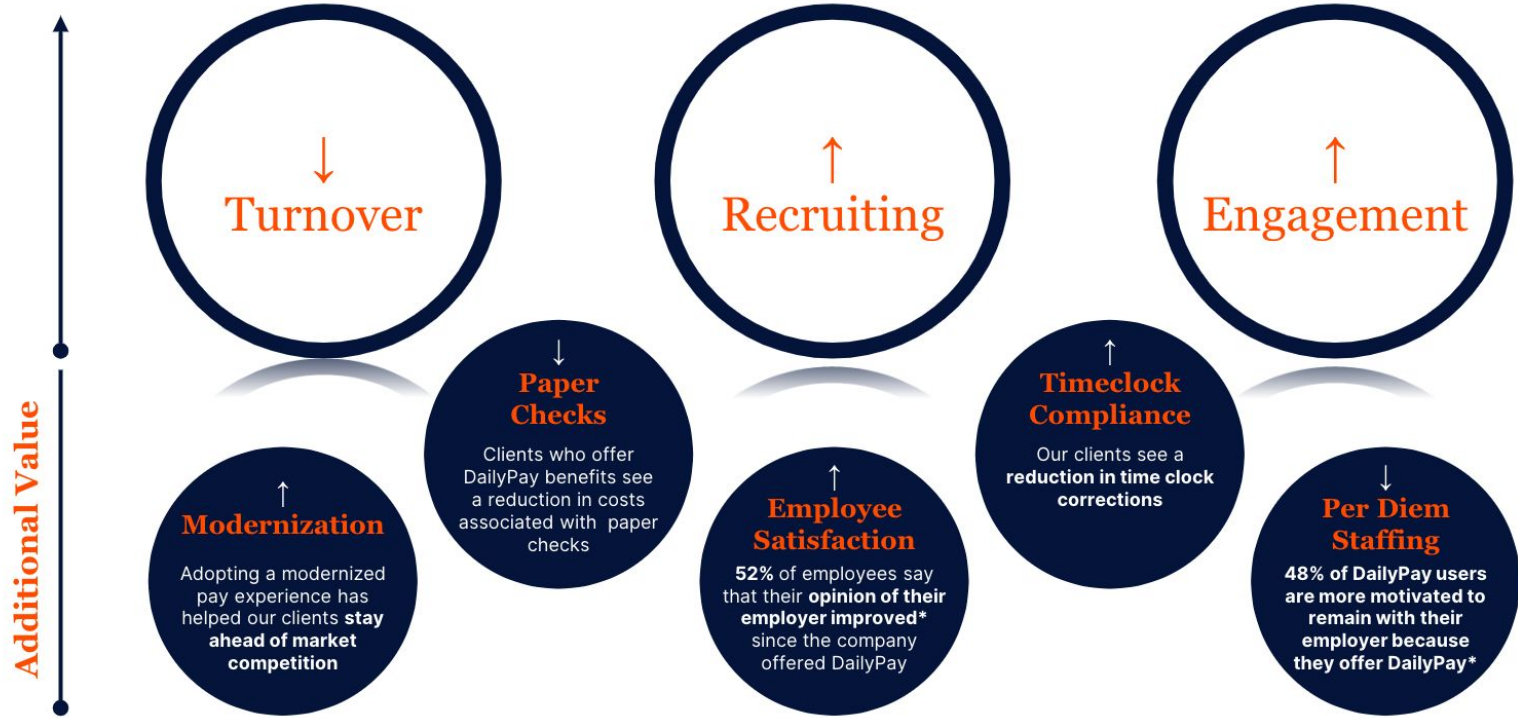 ↓
Turnover
↑
Recruiting
↑
Engagement
Additional Value
↑
Modernization
Adopting a modernized
pay experience has
helped our clients stay
ahead of market
competition
↓
Paper
Checks
Clients who offer
DailyPay benefits see
a reduction in costs
associated with paper
checks
↑
Employee
Satisfaction
52% of employees say
that their opinion of their
employer improved*
since the company
offered DailyPay
↑
Timeclock
Compliance
Our clients see a
reduction in time clock
corrections
↓
Per Diem
Staffing
48% of DailyPay users
are more motivated to
remain with their
employer because
they offer DailyPay*